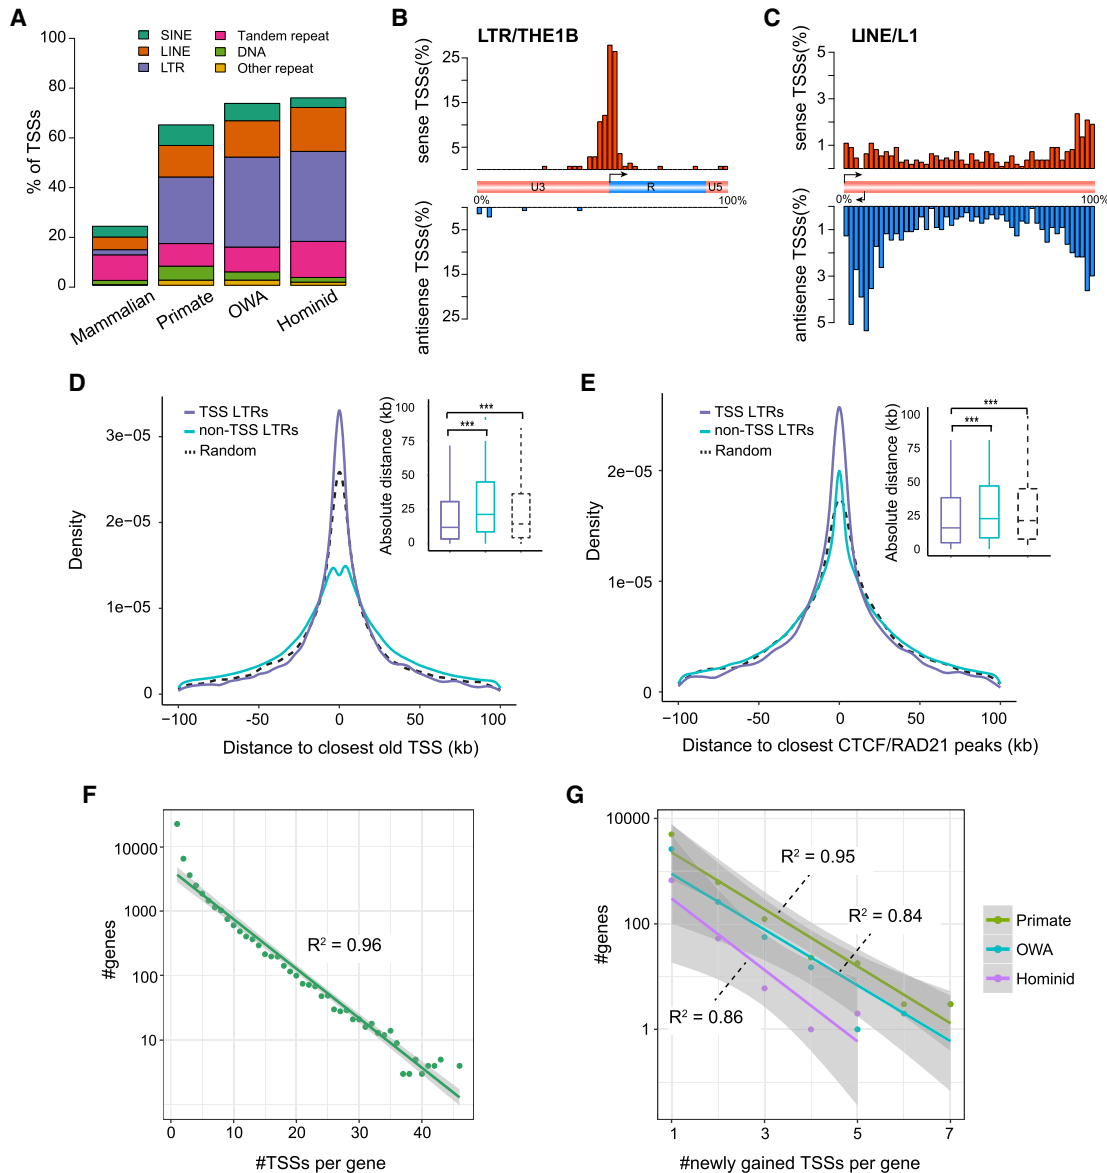 A
% of TSSs
100
80
60
40
20
0
SINE
LINE
LTR
Tandem repeat
DNA
Other repeat
Mammalian
Primate
OWA
Hominid
B
LTR/THE1B
sense TSSs(%)
25
15
5
U3
R
U5
0%
100%
antisense TSSs(%)
5
15
25
C
LINE/L1
sense TSSs(%)
5
3
1
0%
100%
antisense TSSs(%)
1
3
5
D
TSS LTRs
non-TSS LTRs
Random
Density
3e−05
2e−05
1e−05
0
−100
-50
0
50
100
Distance to closest old TSS (kb)
Absolute distance (kb)
100
75
50
25
0
***
***
E
TSS LTRs
non-TSS LTRs
Random
Density
2e−05
1e−05
0
−100
-50
0
50
100
Distance to closest CTCF/RAD21 peaks (kb)
Absolute distance (kb)
100
75
50
25
0
***
***
F
#genes
10000
1000
100
10
R² = 0.96
0
10
20
30
40
#TSSs per gene
G
#genes
10000
100
1
R² = 0.95
R² = 0.84
R² = 0.86
1
3
5
7
#newly gained TSSs per gene
Primate
OWA
Hominid